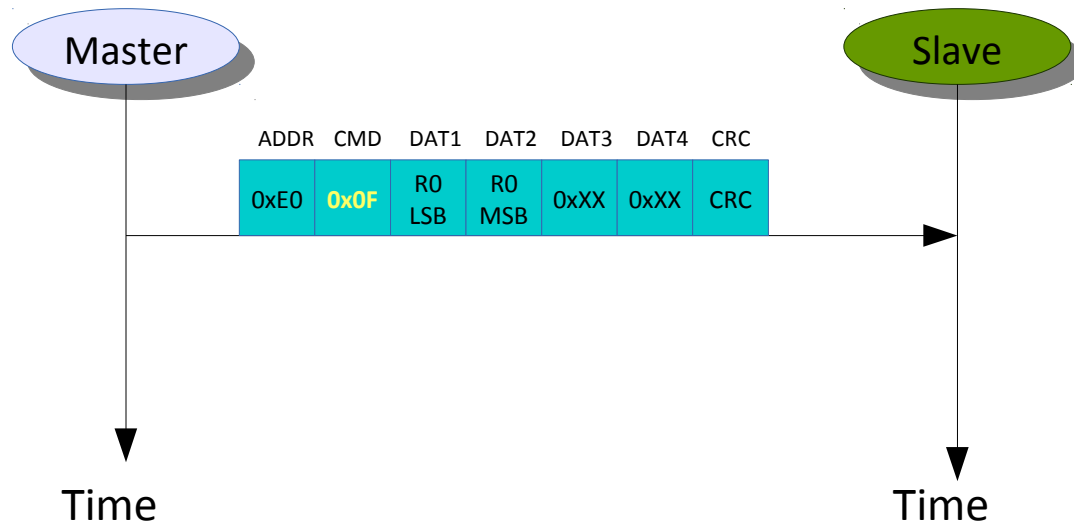 Master
Slave
ADDR CMD DAT1 DAT2 DAT3 DAT4 CRC
0xE0 0x0F R0 LSB R0 MSB 0xXX 0xXX CRC
Time
Time